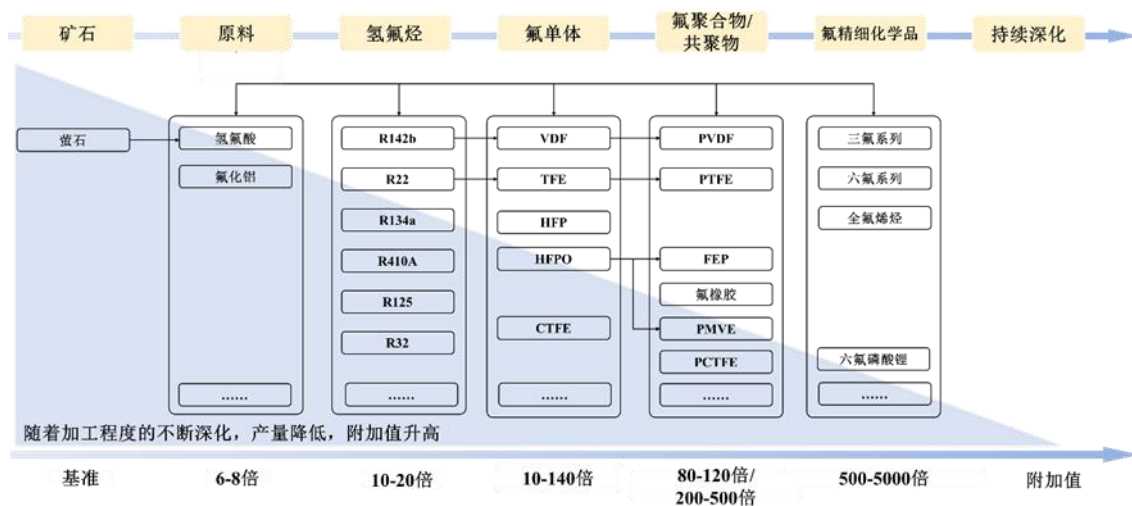 矿石
原料
氢氟烃
氟单体
氟聚合物/
共聚物
氟精细化学品
持续深化
萤石
氢氟酸
氟化铝
......
R142b
R22
R134a
R410A
R125
R32
......
VDF
TFE
HFP
HFPO
CTFE
......
PVDF
PTFE
FEP
氟橡胶
PMVE
PCTFE
......
三氟系列
六氟系列
全氟烯烃
六氟磷酸锂
......
随着加工程度的不断深化，产量降低，附加值升高
基准
6-8倍
10-20倍
10-140倍
80-120倍/
200-500倍
500-5000倍
附加值